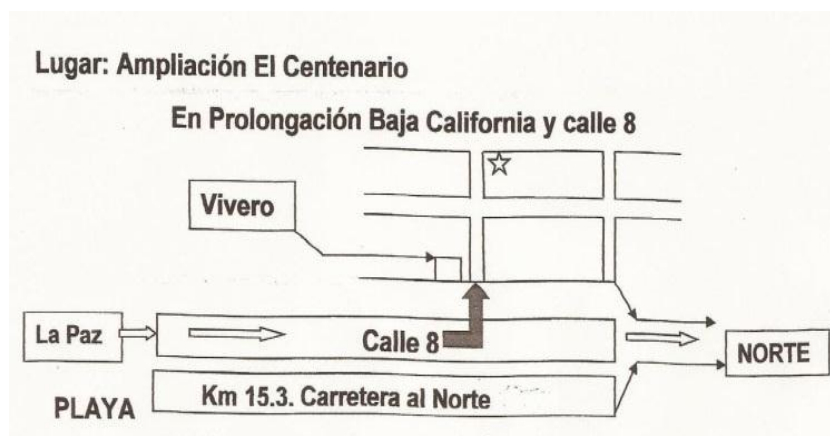 Lugar: Ampliación El Centenario
En Prolongación Baja California y calle 8
Vivero
La Paz
Calle 8
NORTE
Km 15.3. Carretera al Norte
PLAYA